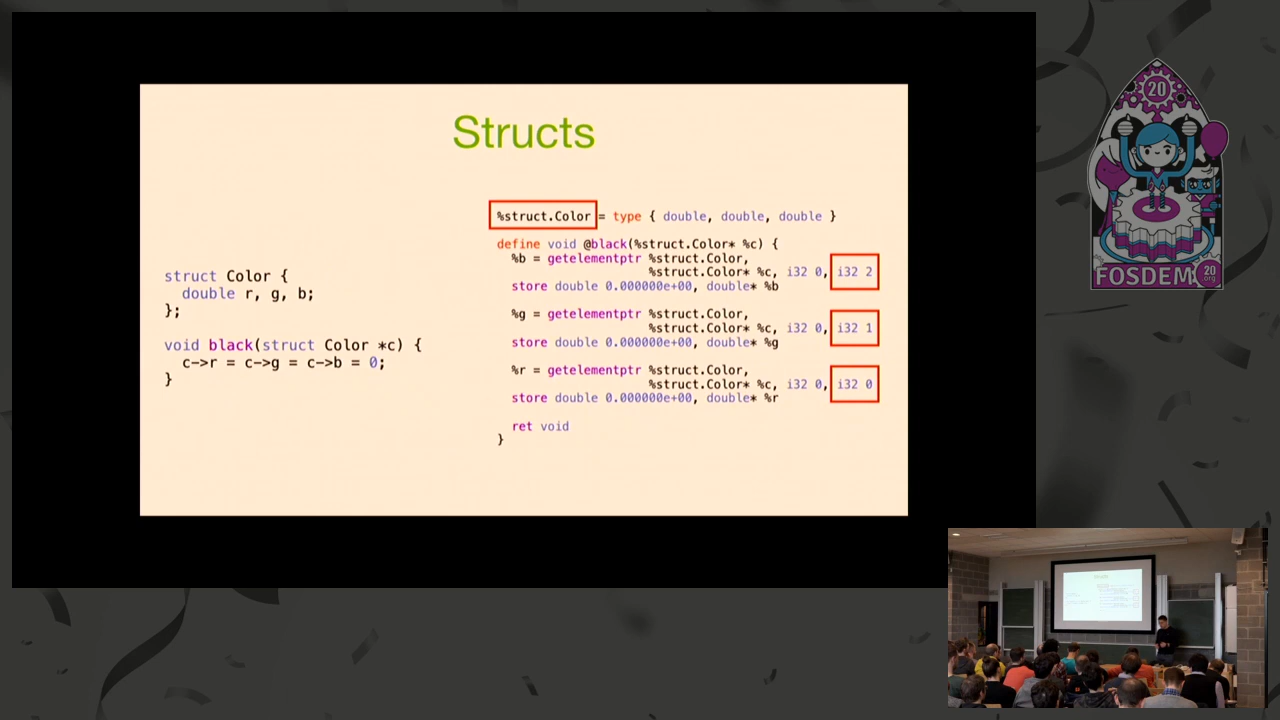 Structs
struct Color {
  double r, g, b;
};
void black(struct Color *c) {
  c->r = c->g = c->b = 0;
}
%struct.Color = type { double, double, double }
define void @black(%struct.Color* %c) {
  %b = getelementptr %struct.Color,
                     %struct.Color* %c, i32 0, i32 2
  store double 0.000000e+00, double* %b
  %g = getelementptr %struct.Color,
                     %struct.Color* %c, i32 0, i32 1
  store double 0.000000e+00, double* %g
  %r = getelementptr %struct.Color,
                     %struct.Color* %c, i32 0, i32 0
  store double 0.000000e+00, double* %r
  ret void
}
20
FOSDEM 20
.org